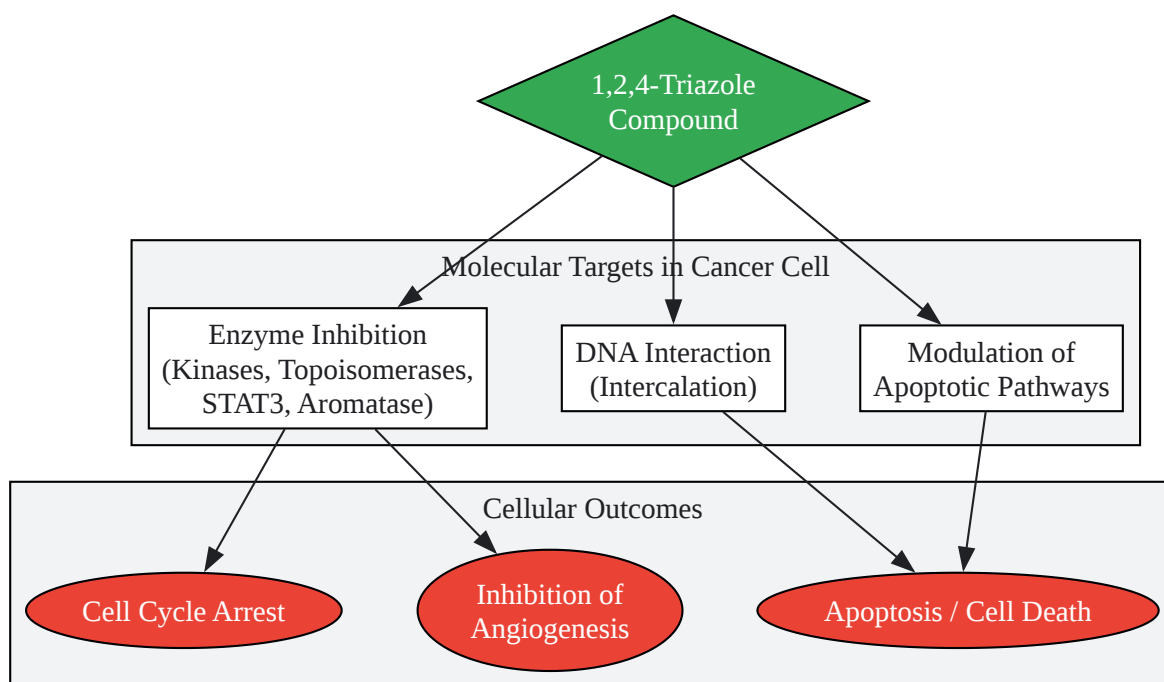 1,2,4-Triazole
Compound
Molecular Targets in Cancer Cell
Enzyme Inhibition
(Kinases, Topoisomerases,
STAT3, Aromatase)
DNA Interaction
(Intercalation)
Modulation of
Apoptotic Pathways
Cellular Outcomes
Cell Cycle Arrest
Inhibition of
Angiogenesis
Apoptosis / Cell Death